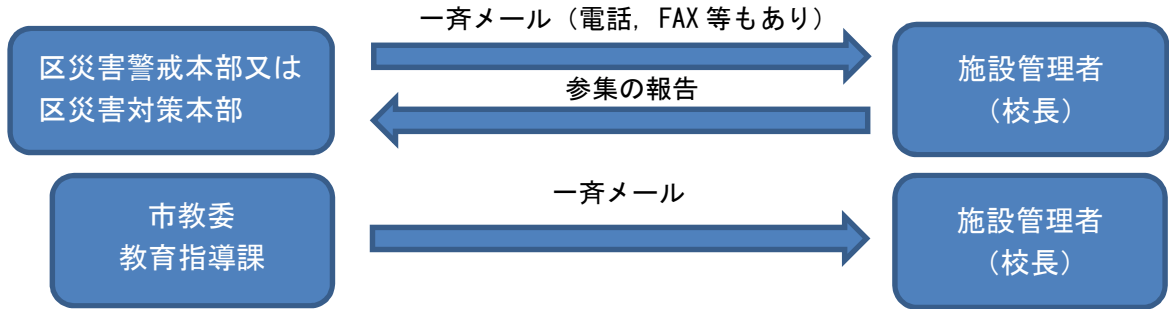 一斉メール（電話，FAX 等もあり）
区災害警戒本部又は
区災害対策本部
施設管理者
（校長）
参集の報告
市教委
教育指導課
一斉メール
施設管理者
（校長）